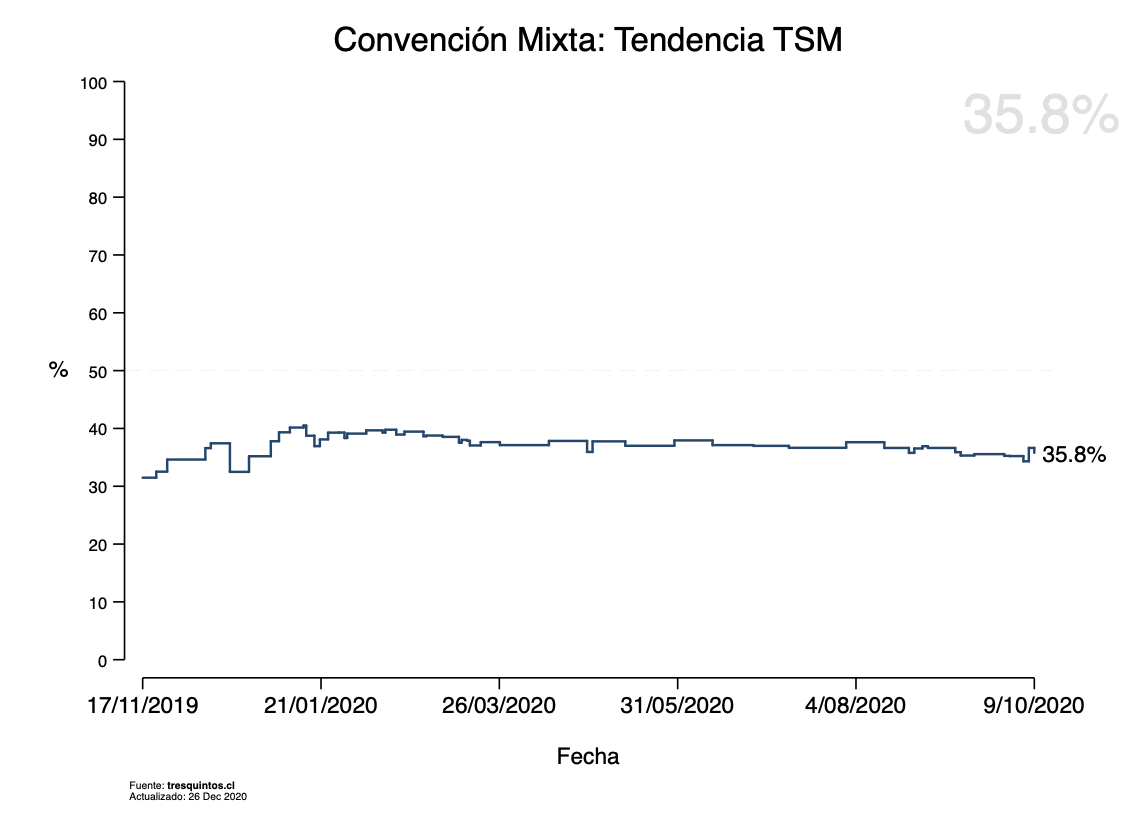 Convención Mixta: Tendencia TSM
35.8%
100
90
80
70
60
% 50
40
35.8%
30
20
10
0
17/11/2019 21/01/2020 26/03/2020 31/05/2020 4/08/2020 9/10/2020
Fecha
Fuente: tresquintos.cl
Actualizado: 26 Dec 2020